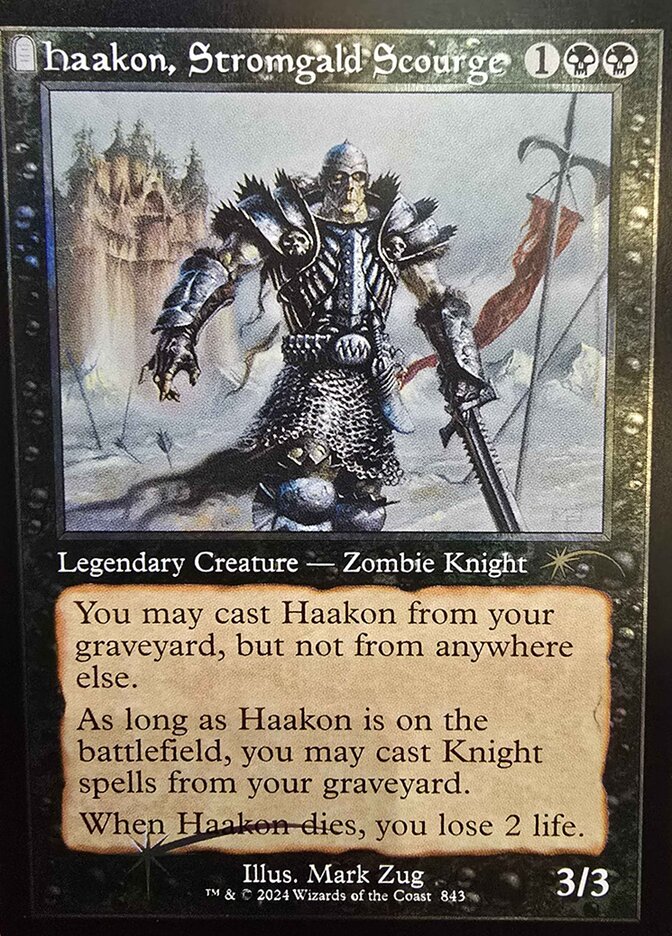 Haakon, Stromgald Scourge 1
Legendary Creature — Zombie Knight
You may cast Haakon from your
graveyard, but not from anywhere
else.
As long as Haakon is on the
battlefield, you may cast Knight
spells from your graveyard.
When Haakon dies, you lose 2 life.
Illus. Mark Zug
™ & © 2024 Wizards of the Coast 843
3/3